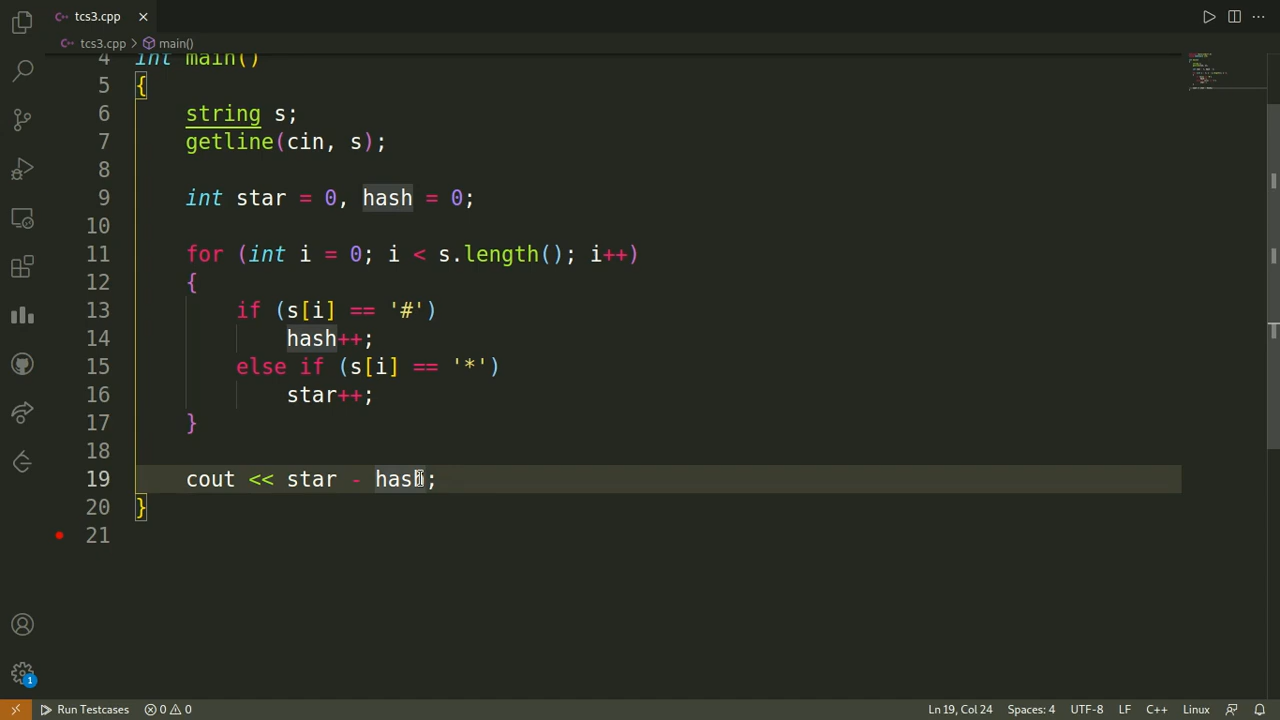 tcs3.cpp
tcs3.cpp > main()
4 int main()
5 {
6 string s;
7 getline(cin, s);
8
9 int star = 0, hash = 0;
10
11 for (int i = 0; i < s.length(); i++)
12 {
13 if (s[i] == '#')
14 hash++;
15 else if (s[i] == '*')
16 star++;
17 }
18
19 cout << star - hash;
20 }
21
1 Run Testcases 0 0 Ln 19, Col 24 Spaces: 4 UTF-8 LF C++ Linux